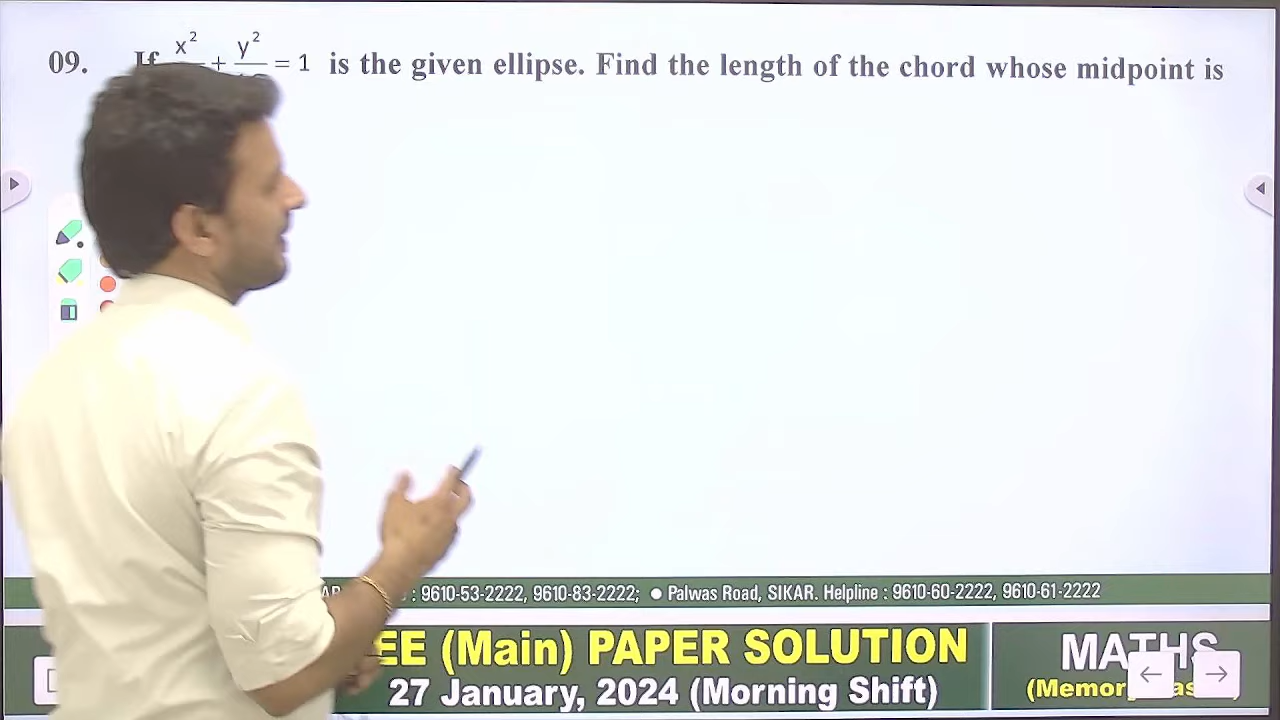 09. If x² + y² = 1 is the given ellipse. Find the length of the chord whose midpoint is
: 9610-53-2222, 9610-83-2222; ● Palwas Road, SIKAR. Helpline : 9610-60-2222, 9610-61-2222
EE (Main) PAPER SOLUTION
27 January, 2024 (Morning Shift)
MATHS